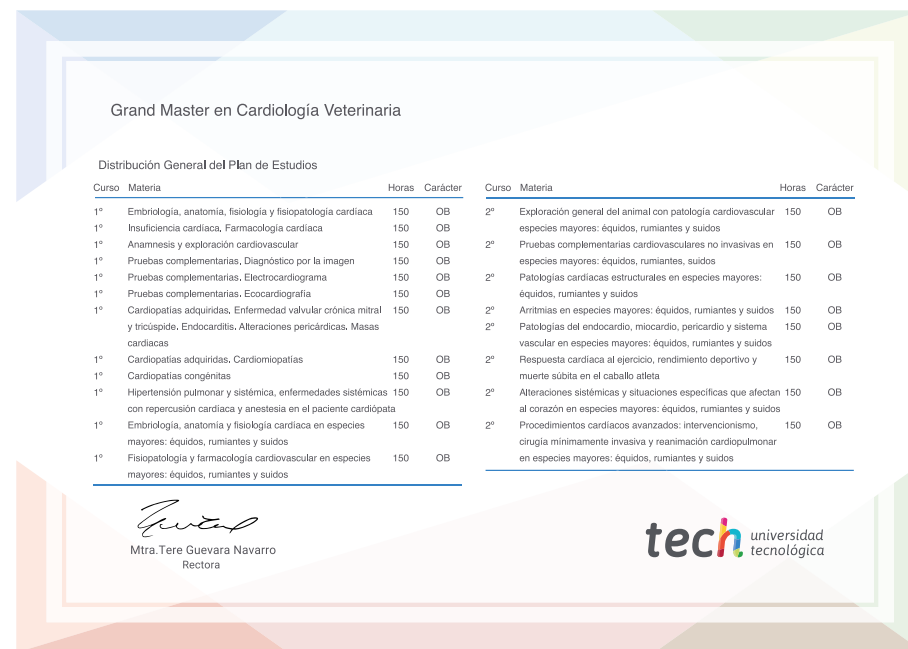 Grand Master en Cardiología Veterinaria
Distribución General del Plan de Estudios
Curso Materia Horas Carácter
1º Embriología, anatomía, fisiología y fisiopatología cardíaca 150 OB
1º Insuficiencia cardíaca, Farmacología cardíaca 150 OB
1º Anamnesis y exploración cardiovascular 150 OB
1º Pruebas complementarias, Diagnóstico por la imagen 150 OB
1º Pruebas complementarias, Electrocardiograma 150 OB
1º Pruebas complementarias, Ecocardiografía 150 OB
1º Cardiopatías adquiridas, Enfermedad valvular crónica mitral 150 OB
y tricúspide. Endocarditis. Alteraciones pericárdicas. Masas
cardiacas
1º Cardiopatías adquiridas. Cardiomiopatías 150 OB
1º Cardiopatías congénitas 150 OB
1º Hipertensión pulmonar y sistémica, enfermedades sistémicas 150 OB
con repercusión cardíaca y anestesia en el paciente cardiópata
1º Embriología, anatomía y fisiología cardíaca en especies 150 OB
mayores: équidos, rumiantes y suidos
1º Fisiopatología y farmacología cardiovascular en especies 150 OB
mayores: équidos, rumiantes y suidos
Curso Materia Horas Carácter
2º Exploración general del animal con patología cardiovascular 150 OB
especies mayores: équidos, rumiantes y suidos
2º Pruebas complementarias cardiovasculares no invasivas en 150 OB
especies mayores: équidos, rumiantes, suidos
2º Patologías cardíacas estructurales en especies mayores: 150 OB
équidos, rumiantes y suidos
2º Arritmias en especies mayores: équidos, rumiantes y suidos 150 OB
2º Patologías del endocardio, miocardio, pericardio y sistema 150 OB
vascular en especies mayores: équidos, rumiantes y suidos
2º Respuesta cardíaca al ejercicio, rendimiento deportivo y 150 OB
muerte súbita en el caballo atleta
2º Alteraciones sistémicas y situaciones específicas que afectan 150 OB
al corazón en especies mayores: équidos, rumiantes y suidos
2º Procedimientos cardíacos avanzados: intervencionismo, 150 OB
cirugía mínimamente invasiva y reanimación cardiopulmonar
en especies mayores: équidos, rumiantes y suidos
Mtra.Tere Guevara Navarro
Rectora
tech universidad
tecnológica